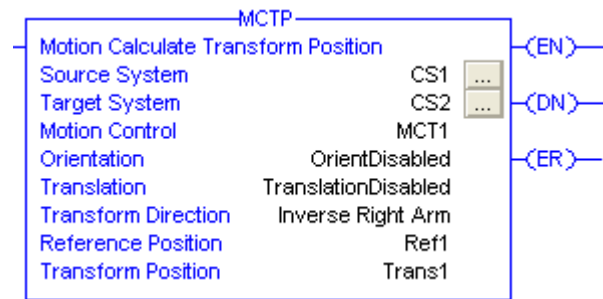 MCTP
Motion Calculate Transform Position (EN)
Source System CS1 ...
Target System CS2 ... (DN)
Motion Control MCT1
Orientation OrientDisabled (ER)
Translation TranslationDisabled
Transform Direction Inverse Right Arm
Reference Position Ref1
Transform Position Trans1